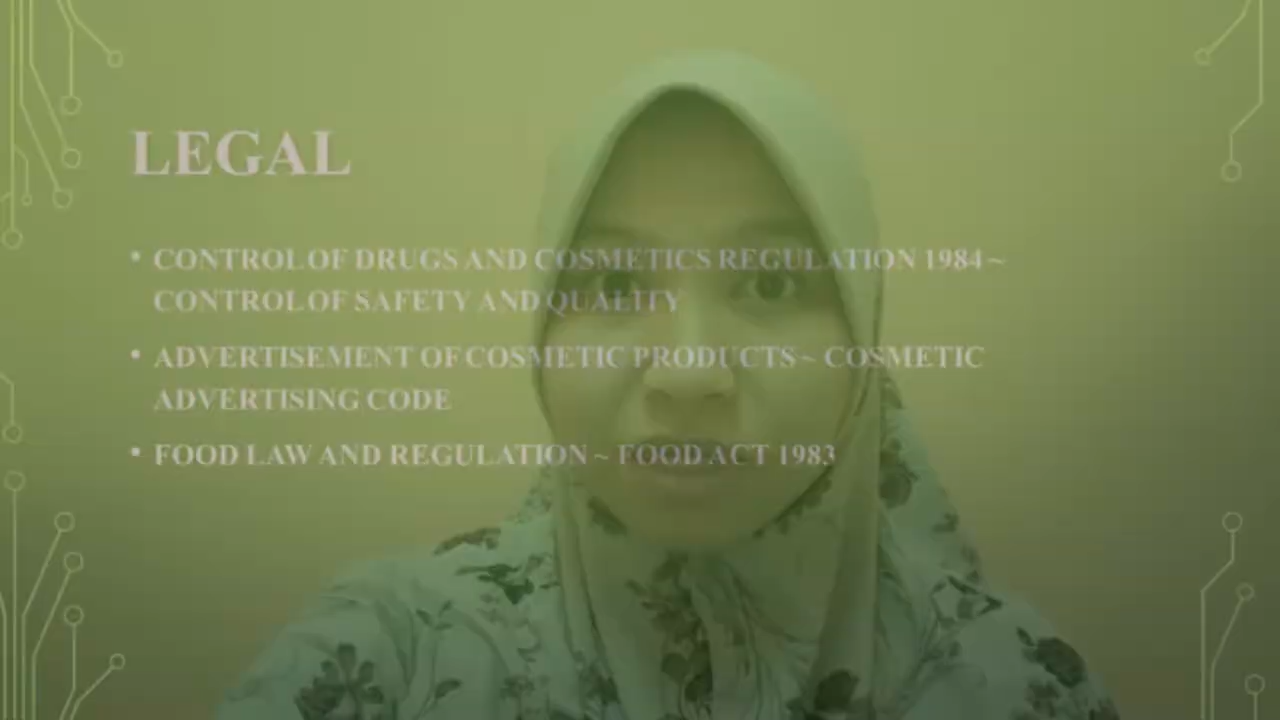 LEGAL
• CONTROL OF DRUGS AND COSMETICS REGULATION 1984 ~
CONTROL OF SAFETY AND QUALITY
• ADVERTISEMENT OF COSMETIC PRODUCTS ~ COSMETIC
ADVERTISING CODE
• FOOD LAW AND REGULATION ~ FOOD ACT 1983